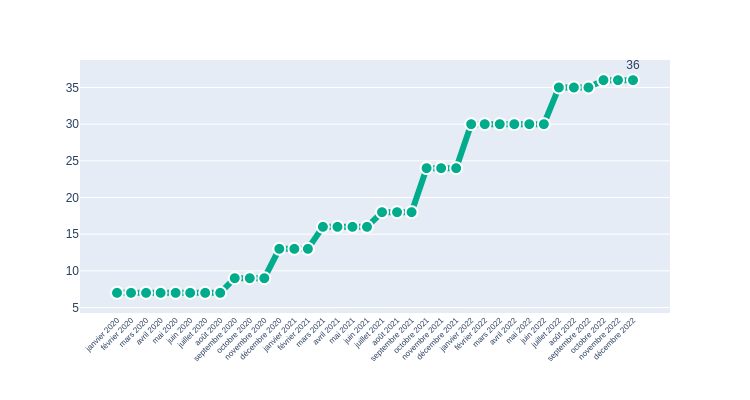 36
35
30
25
20
15
10
5
janvier 2020
février 2020
mars 2020
avril 2020
mai 2020
juin 2020
juillet 2020
août 2020
septembre 2020
octobre 2020
novembre 2020
décembre 2020
janvier 2021
février 2021
mars 2021
avril 2021
mai 2021
juin 2021
juillet 2021
août 2021
septembre 2021
octobre 2021
novembre 2021
décembre 2021
janvier 2022
février 2022
mars 2022
avril 2022
mai 2022
juin 2022
juillet 2022
août 2022
septembre 2022
octobre 2022
novembre 2022
décembre 2022